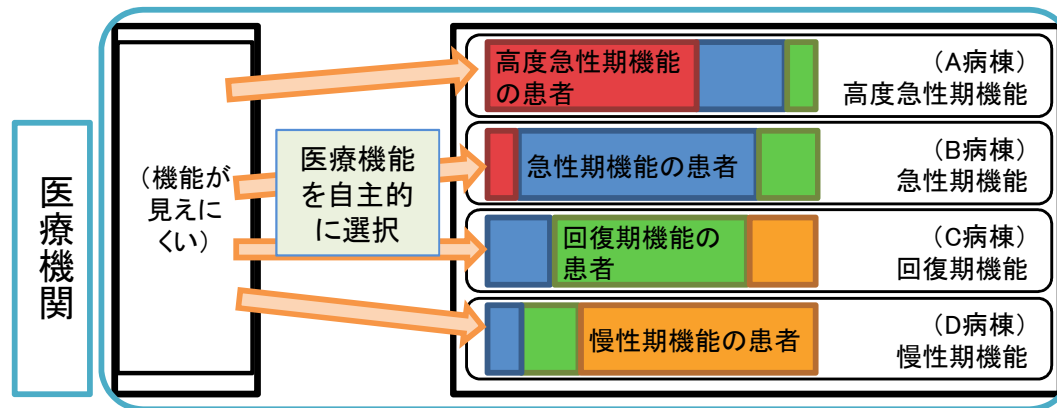 医療機関
(機能が
見えに
くい)
医療機能
を自主的
に選択
高度急性期機能
の患者
(A病棟)
高度急性期機能
急性期機能の患者
(B病棟)
急性期機能
回復期機能の
患者
(C病棟)
回復期機能
慢性期機能の患者
(D病棟)
慢性期機能